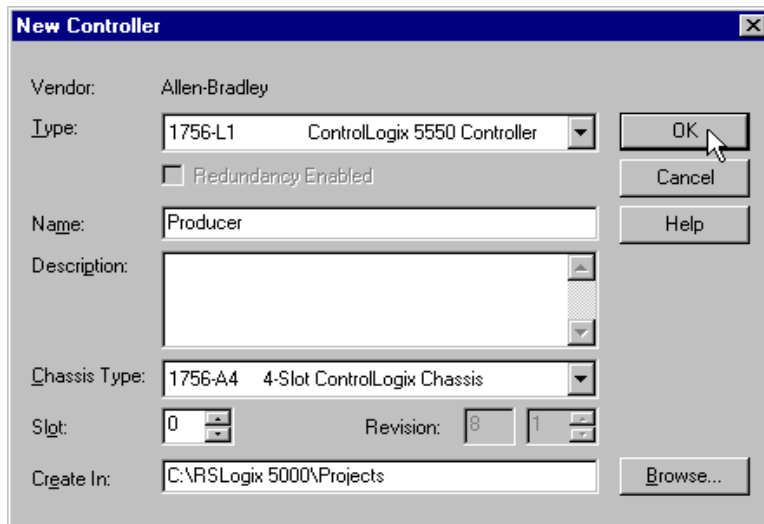 New Controller
Vendor: Allen-Bradley
Type: 1756-L1 ControlLogix 5550 Controller OK
Redundancy Enabled Cancel
Name: Producer Help
Description:
Chassis Type: 1756-A4 4-Slot ControlLogix Chassis
Slot: 0 Revision: 8 1
Create In: C:\RSLogix 5000\Projects Browse...